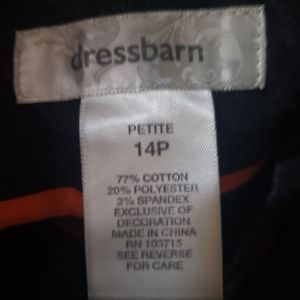 dressbarn
PETITE
14P
77% COTTON
20% POLYESTER
3% SPANDEX
EXCLUSIVE OF
DECORATION
MADE IN CHINA
RN 103715
SEE REVERSE
FOR CARE